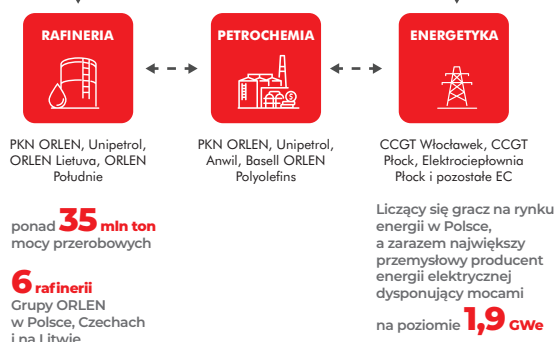 RAFINERIA
PKN ORLEN, Unipetrol,
ORLEN Lietuva, ORLEN
Południe
ponad 35 mln ton
mocy przerobowych
6 rafinerii
Grupy ORLEN
w Polsce, Czechach
i na Litwie
PETROCHEMIA
PKN ORLEN, Unipetrol,
Anwil, Basell ORLEN
Polyolefins
ENERGETYKA
CCGT Włocławek, CCGT
Płock, Elektrociepłownia
Płock i pozostałe EC
Liczący się gracz na rynku
energii w Polsce,
a zarazem największy
przemysłowy producent
energii elektrycznej
dysponujący mocami
na poziomie 1,9 GWe